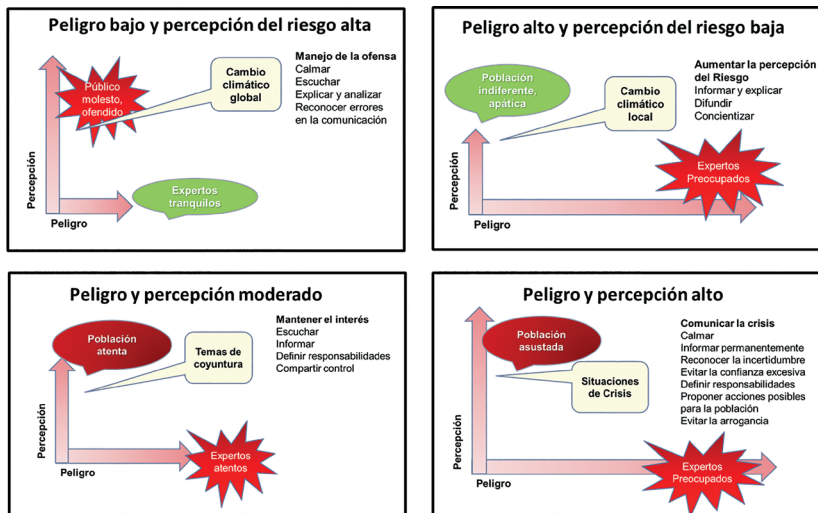 Peligro bajo y percepción del riesgo alta
Público
molesto,
ofendido
Cambio
climático
global
Manejo de la ofensa
Calmar
Escuchar
Explicar y analizar
Reconocer errores
en la comunicación
Expertos
tranquilos
Percepción
Peligro
Peligro alto y percepción del riesgo baja
Población
indiferente,
apática
Cambio
climático
local
Aumentar la percepción
del Riesgo
Informar y explicar
Difundir
Concientizar
Expertos
Preocupados
Percepción
Peligro
Peligro y percepción moderado
Población
atenta
Temas de
coyuntura
Mantener el interés
Escuchar
Informar
Definir responsabilidades
Compartir control
Expertos
atentos
Percepción
Peligro
Peligro y percepción alto
Población
asustada
Situaciones
de Crisis
Comunicar la crisis
Calmar
Informar permanentemente
Reconocer la incertidumbre
Evitar la confianza excesiva
Definir responsabilidades
Proponer acciones posibles
para la población
Evitar la arrogancia
Expertos
Preocupados
Percepción
Peligro